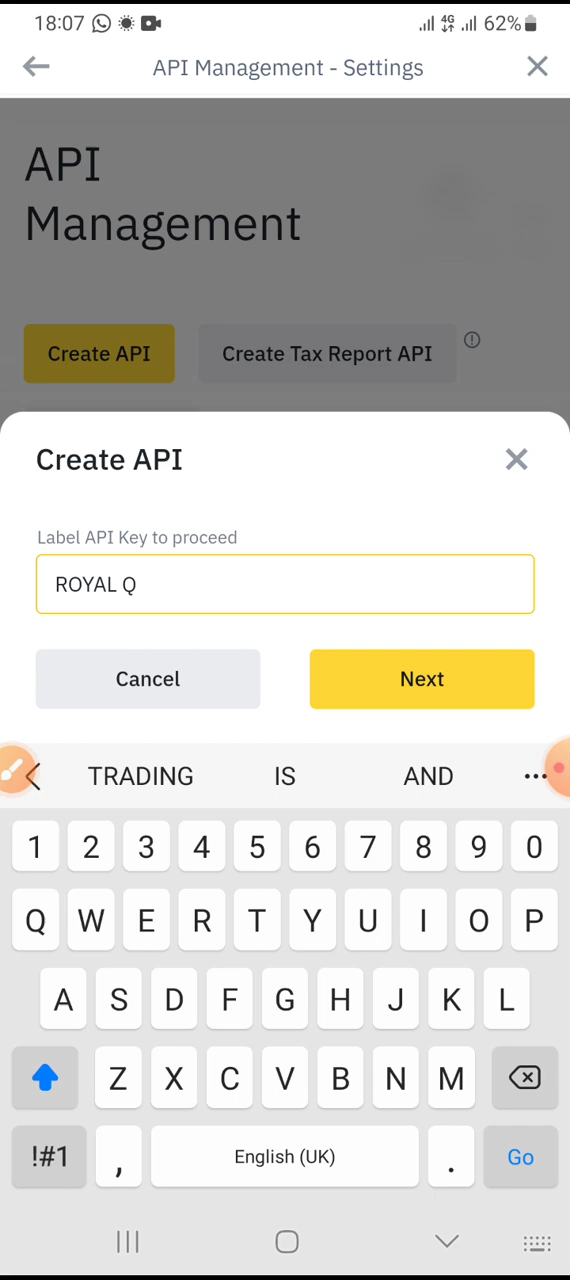 18:07 4G 62%
API Management - Settings
API
Management
Create API Create Tax Report API
Create API
Label API Key to proceed
ROYAL Q
Cancel Next
TRADING IS AND
1 2 3 4 5 6 7 8 9 0
Q W E R T Y U I O P
A S D F G H J K L
Z X C V B N M
!#1 , English (UK) . Go